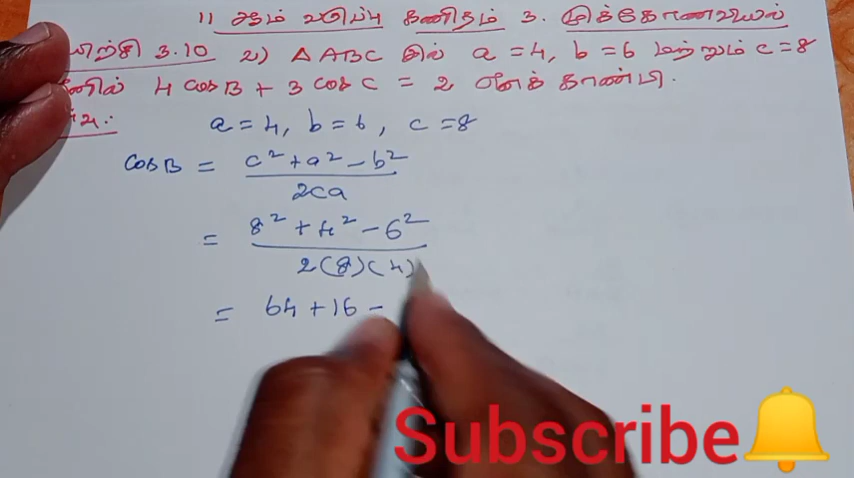 11 ஆம் வகுப்பு கணிதம் 3. முக்கோணவியல்
பயிற்சி 3.10 2) △ABC இல் a = 4, b = 6 மற்றும் c = 8
எனில் 4 cos B + 3 cos C = 2 எனக் காண்பி.
a = 4, b = 6, c = 8
cos B = c² + a² − b² / 2ca
= 8² + 4² − 6² / 2(8)(4)
= 64 + 16 −
Subscribe